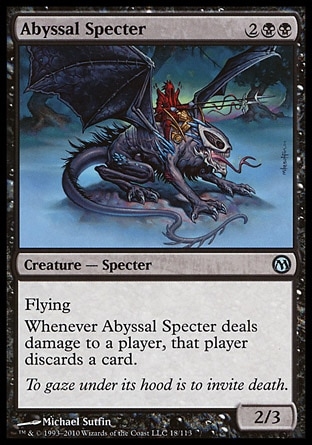 Abyssal Specter 2
Creature — Specter
Flying
Whenever Abyssal Specter deals
damage to a player, that player
discards a card.
To gaze under its hood is to invite death.
Michael Sutfin
™ & © 1993–2010 Wizards of the Coast LLC 18/113
2/3